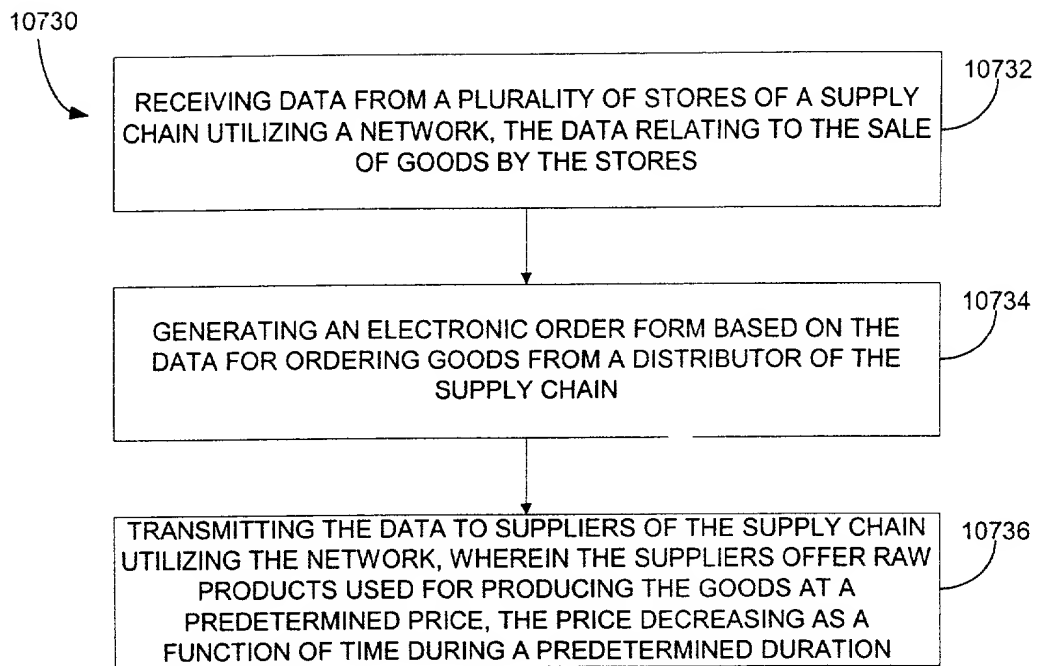 10730
10732
RECEIVING DATA FROM A PLURALITY OF STORES OF A SUPPLY
CHAIN UTILIZING A NETWORK, THE DATA RELATING TO THE SALE
OF GOODS BY THE STORES
10734
GENERATING AN ELECTRONIC ORDER FORM BASED ON THE
DATA FOR ORDERING GOODS FROM A DISTRIBUTOR OF THE
SUPPLY CHAIN
10736
TRANSMITTING THE DATA TO SUPPLIERS OF THE SUPPLY CHAIN
UTILIZING THE NETWORK, WHEREIN THE SUPPLIERS OFFER RAW
PRODUCTS USED FOR PRODUCING THE GOODS AT A
PREDETERMINED PRICE, THE PRICE DECREASING AS A
FUNCTION OF TIME DURING A PREDETERMINED DURATION